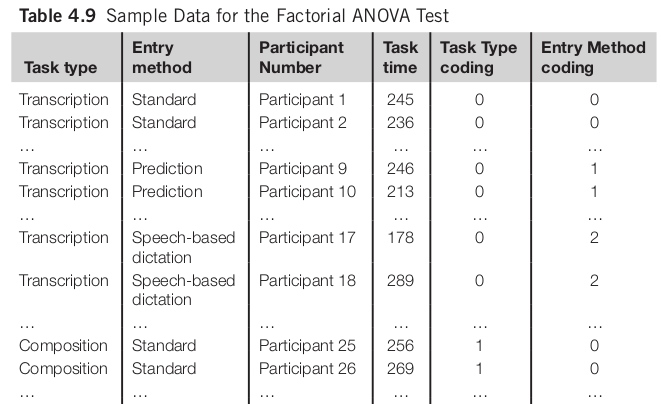 Table 4.9 Sample Data for the Factorial ANOVA Test
Task type Entry method Participant Number Task time Task Type coding Entry Method coding
Transcription Standard Participant 1 245 0 0
Transcription Standard Participant 2 236 0 0
… … … … … …
Transcription Prediction Participant 9 246 0 1
Transcription Prediction Participant 10 213 0 1
… … … … … …
Transcription Speech-based dictation Participant 17 178 0 2
Transcription Speech-based dictation Participant 18 289 0 2
… … … … … …
Composition Standard Participant 25 256 1 0
Composition Standard Participant 26 269 1 0
… … … … … …